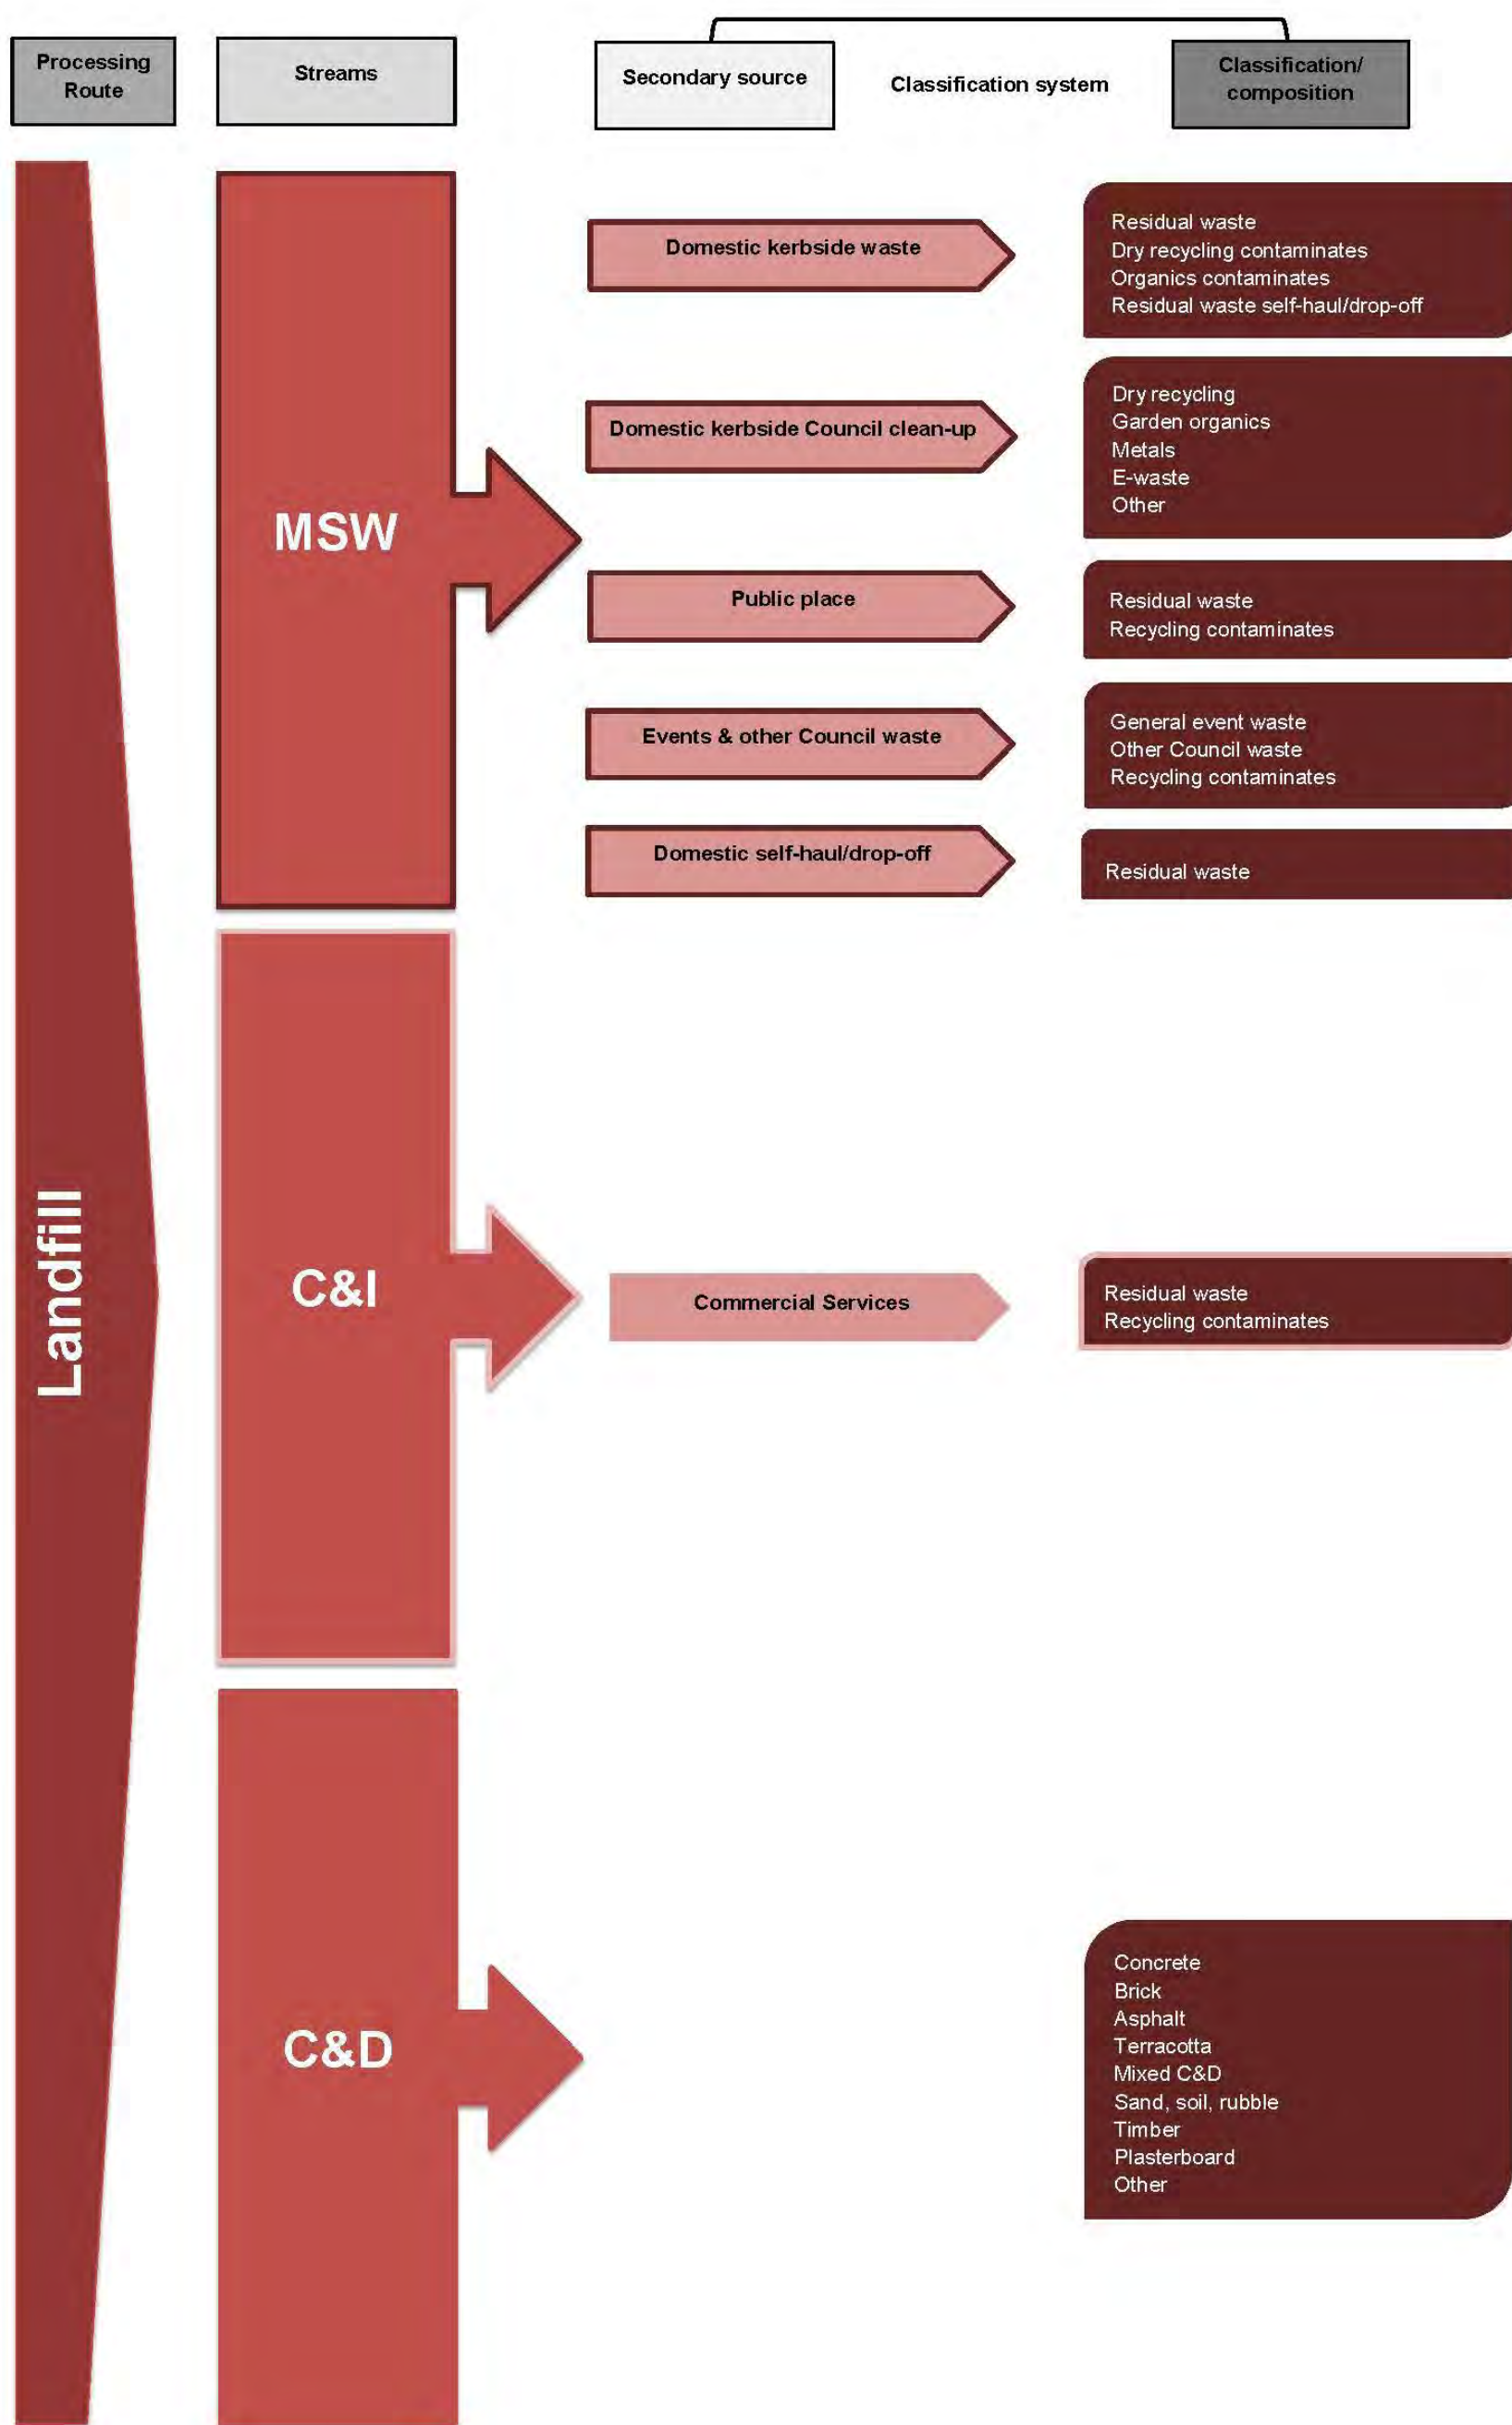 Processing
Route
Streams
Secondary source
Classification system
Classification/
composition
Landfill
MSW
Domestic kerbside waste
Residual waste
Dry recycling contaminates
Organics contaminates
Residual waste self-haul/drop-off
Domestic kerbside Council clean-up
Dry recycling
Garden organics
Metals
E-waste
Other
Public place
Residual waste
Recycling contaminates
Events & other Council waste
General event waste
Other Council waste
Recycling contaminates
Domestic self-haul/drop-off
Residual waste
C&I
Commercial Services
Residual waste
Recycling contaminates
C&D
Concrete
Brick
Asphalt
Terracotta
Mixed C&D
Sand, soil, rubble
Timber
Plasterboard
Other